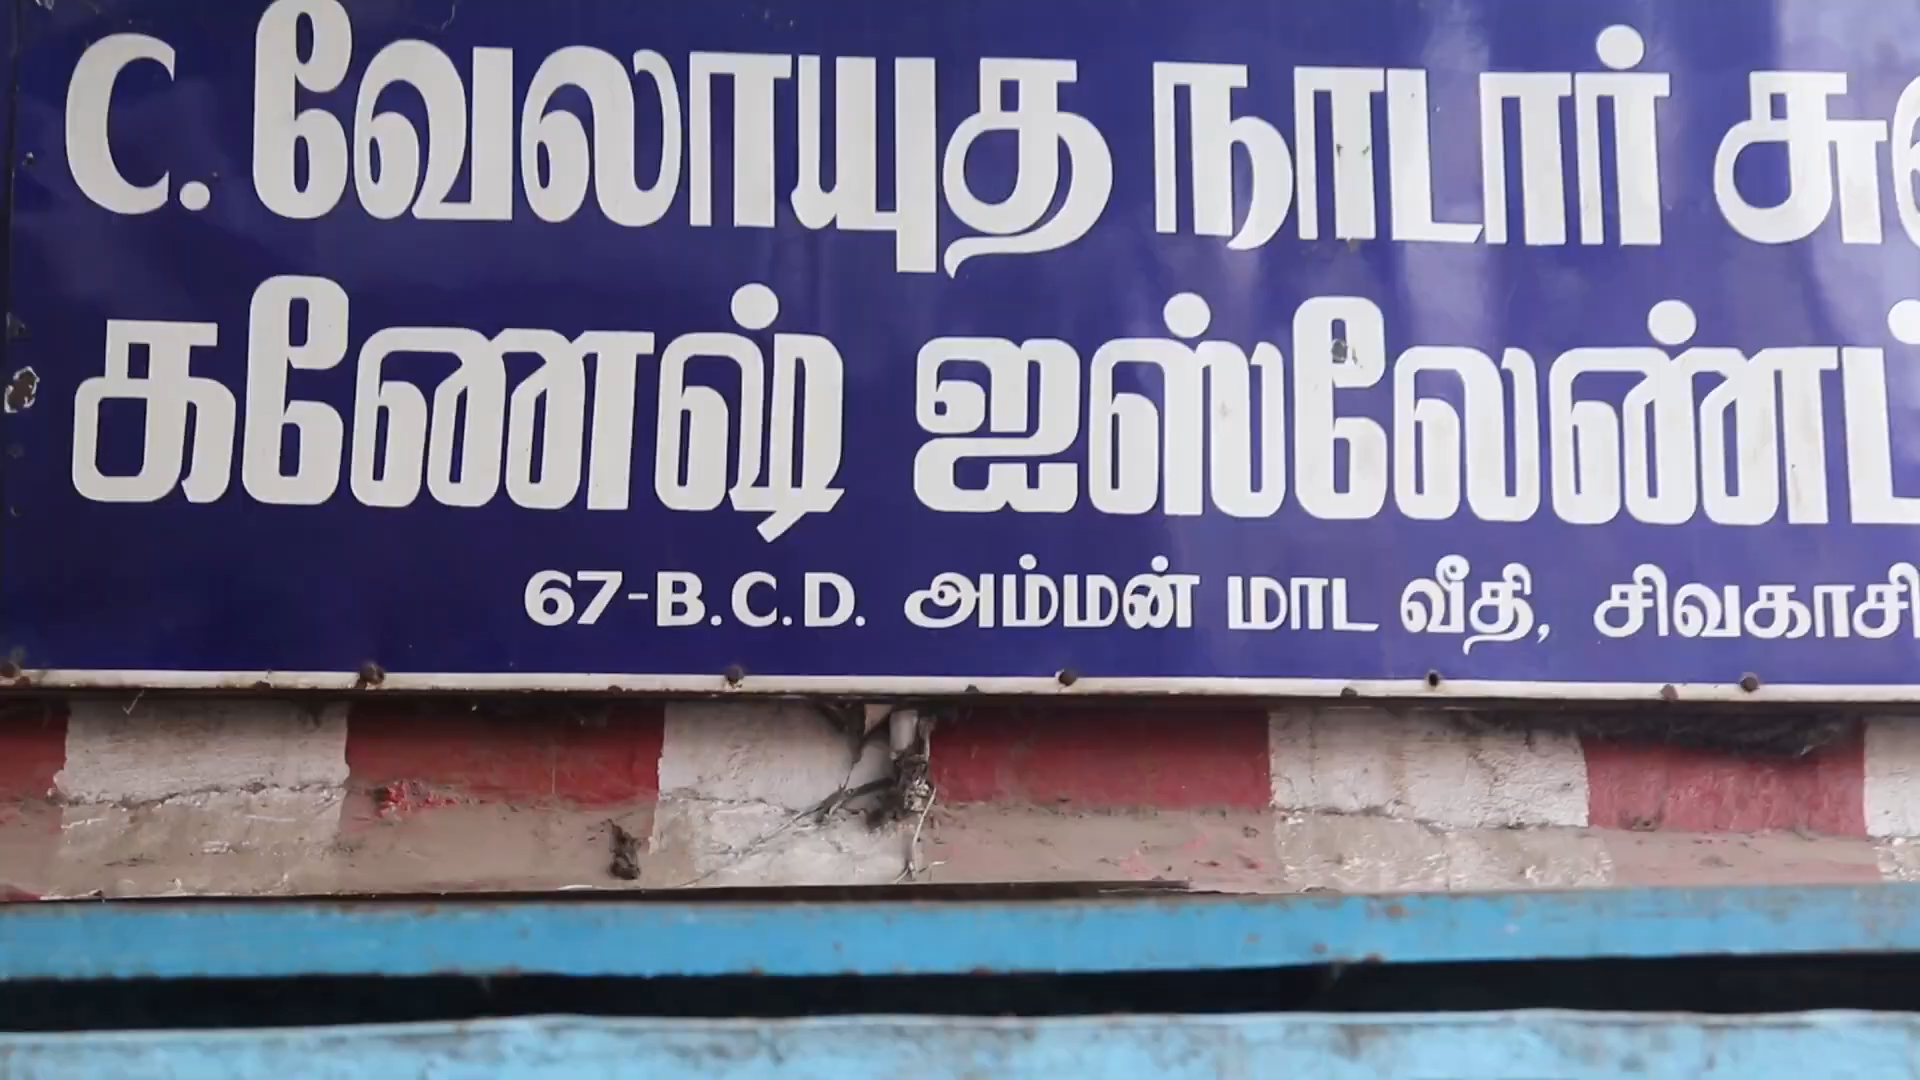 C. வேலாயுத நாடார்
கணேஷ் ஐஸ்லேண்ட்
67-B.C.D. அம்மன் மாட வீதி, சிவகாசி